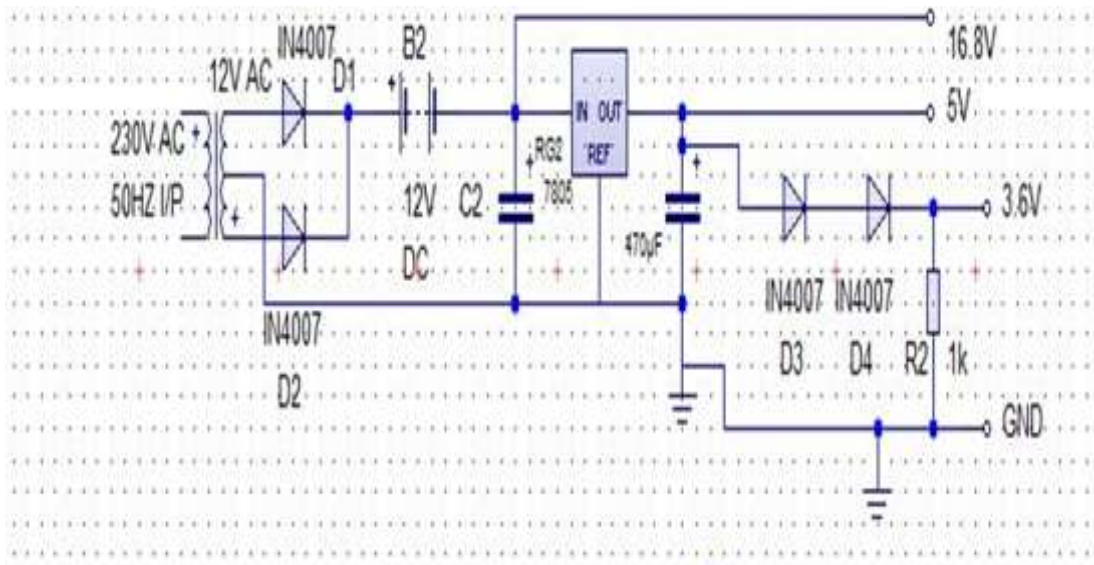 IN4007
B2
16.8V
12V AC
D1
5V
IN OUT
230V AC
RG2
REF
7805
50HZ I/P
12V
C2
3.6V
470µF
DC
IN4007
IN4007
IN4007
D3
D4
R2
1k
D2
GND